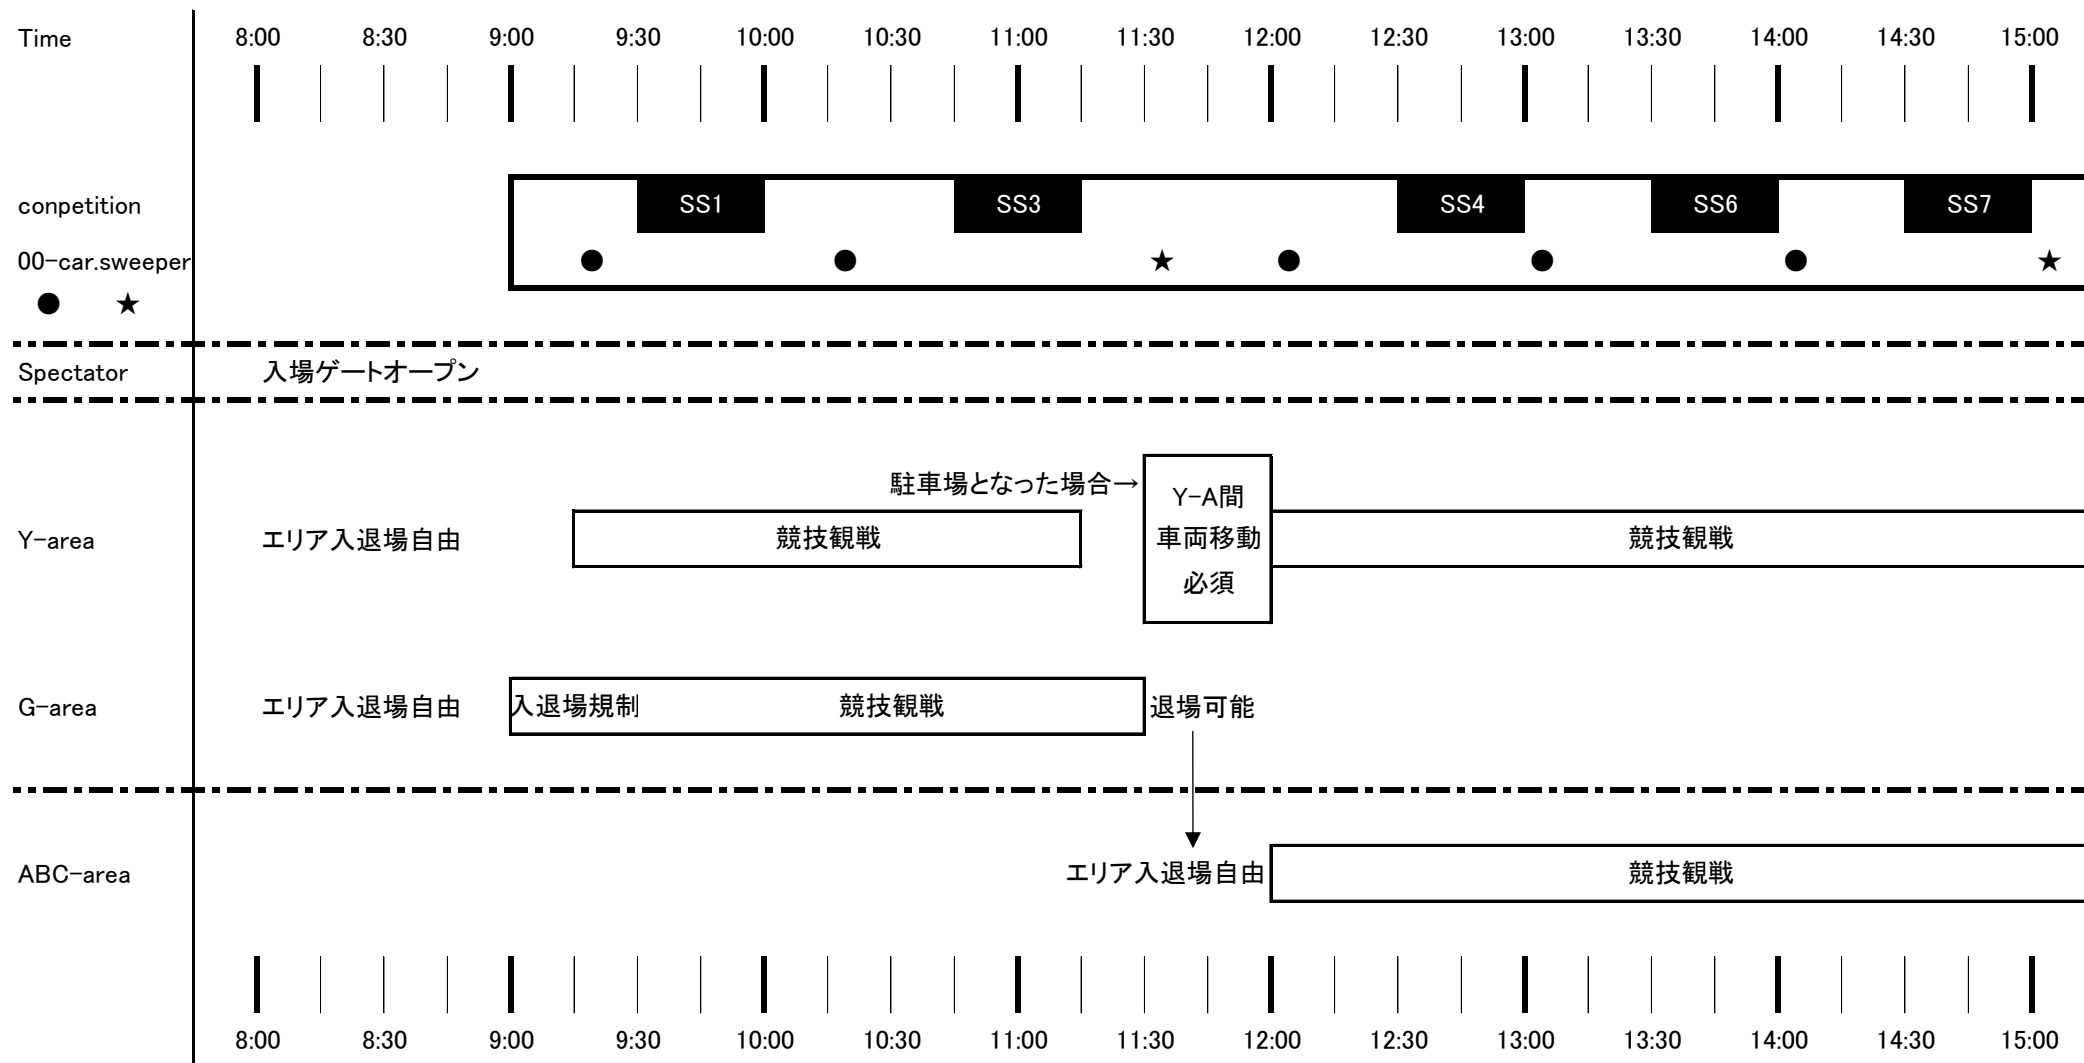 Time 8:00 8:30 9:00 9:30 10:00 10:30 11:00 11:30 12:00 12:30 13:00 13:30 14:00 14:30 15:00
conpetition SS1 SS3 SS4 SS6 SS7
00-car.sweeper ● ● ★ ● ● ● ★
● ★
Spectator 入場ゲートオープン
駐車場となった場合→
Y-A間
Y-area エリア入退場自由 競技観戦 車両移動 競技観戦
必須
G-area エリア入退場自由 入退場規制 競技観戦 退場可能
ABC-area エリア入退場自由 競技観戦
8:00 8:30 9:00 9:30 10:00 10:30 11:00 11:30 12:00 12:30 13:00 13:30 14:00 14:30 15:00